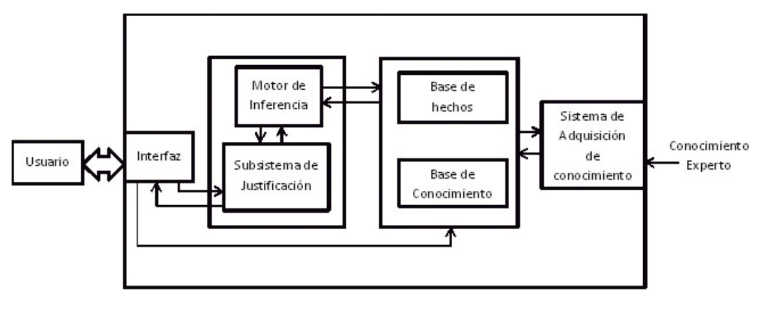 Usuario
Interfaz
Motor de
Inferencia
Subsistema de
Justificación
Base de
hechos
Base de
Conocimiento
Sistema de
Adquisición
de
conocimiento
Conocimiento
Experto